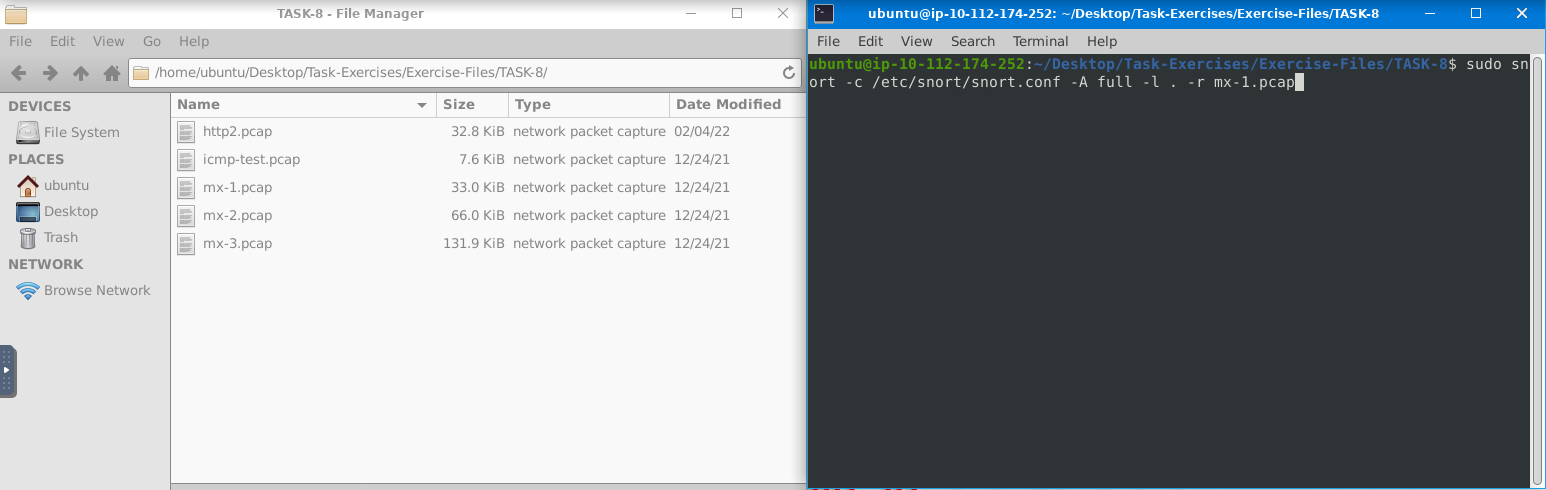 TASK-8 - File Manager
File Edit View Go Help
/home/ubuntu/Desktop/Task-Exercises/Exercise-Files/TASK-8/
DEVICES
File System
PLACES
ubuntu
Desktop
Trash
NETWORK
Browse Network
Name Size Type Date Modified
http2.pcap 32.8 KiB network packet capture 02/04/22
icmp-test.pcap 7.6 KiB network packet capture 12/24/21
mx-1.pcap 33.0 KiB network packet capture 12/24/21
mx-2.pcap 66.0 KiB network packet capture 12/24/21
mx-3.pcap 131.9 KiB network packet capture 12/24/21
ubuntu@ip-10-112-174-252: ~/Desktop/Task-Exercises/Exercise-Files/TASK-8
File Edit View Search Terminal Help
ubuntu@ip-10-112-174-252:~/Desktop/Task-Exercises/Exercise-Files/TASK-8$ sudo sn
ort -c /etc/snort/snort.conf -A full -l . -r mx-1.pcap